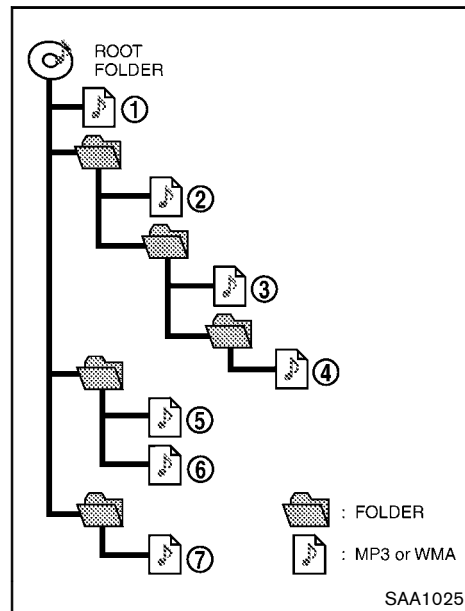 ROOT
FOLDER
①
②
③
④
⑤
⑥
⑦
: FOLDER
: MP3 or WMA
SAA1025